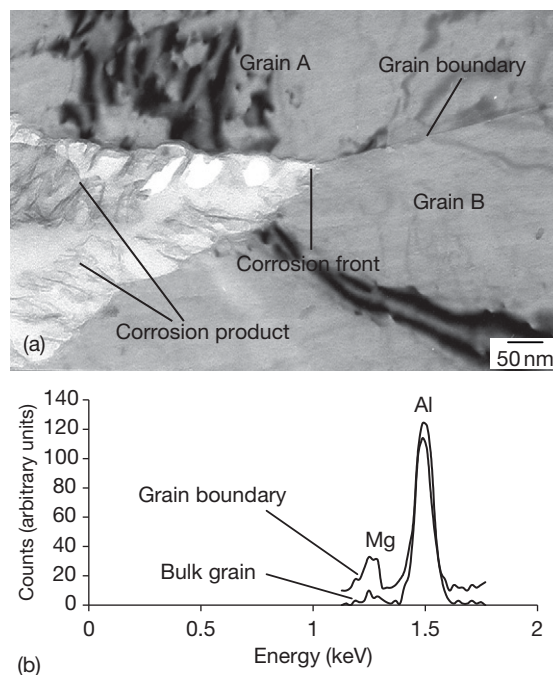 Grain A
Grain boundary
Grain B
Corrosion front
Corrosion product
(a)
50 nm
140
120
100
80
60
40
20
0
Counts (arbitrary units)
Al
Grain boundary
Mg
Bulk grain
0
0.5
1
1.5
2
Energy (keV)
(b)